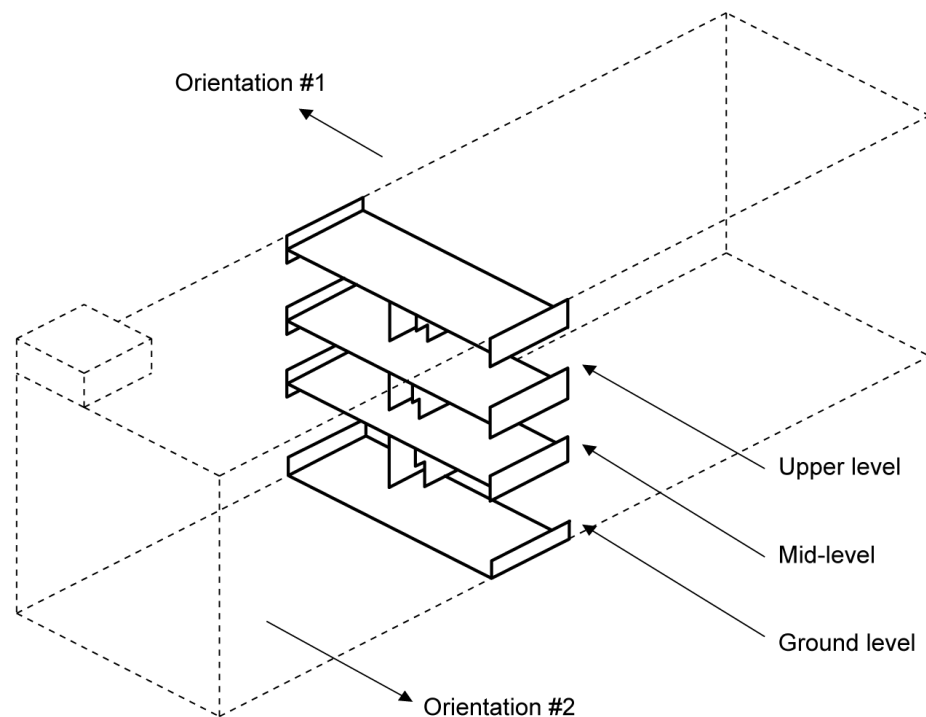 Orientation #1
Upper level
Mid-level
Ground level
Orientation #2